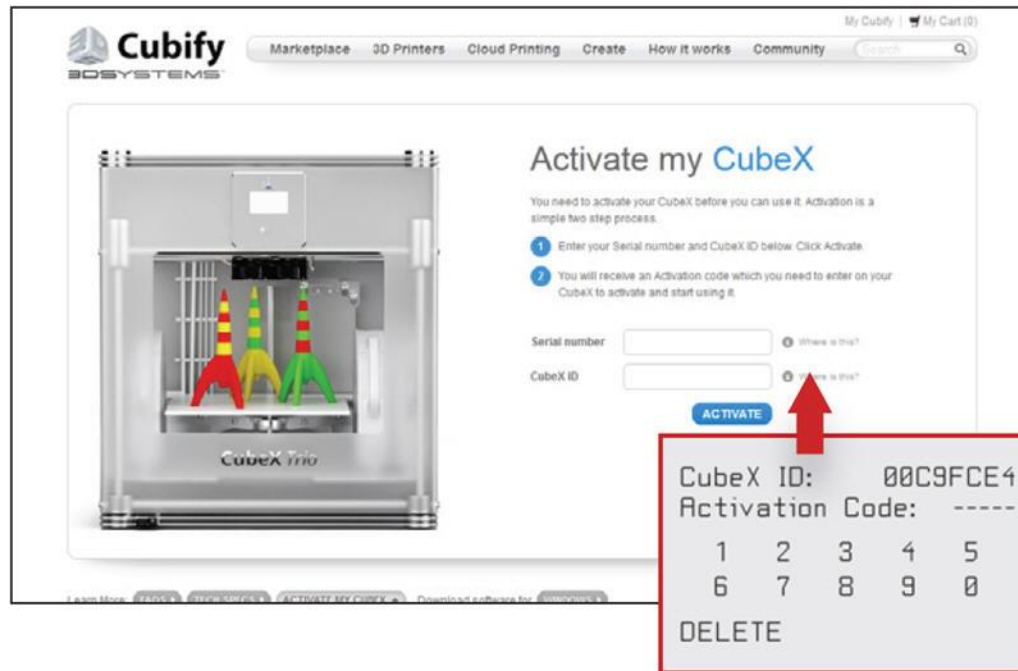 My Cubify | My Cart (0)
Cubify
3DSYSTEMS
Marketplace 3D Printers Cloud Printing Create How it works Community Search
Activate my CubeX
You need to activate your CubeX before you can use it. Activation is a
simple two step process.
1 Enter your Serial number and CubeX ID below. Click Activate.
2 You will receive an Activation code which you need to enter on your
CubeX to activate and start using it.
Serial number Where is this?
CubeX ID Where is this?
ACTIVATE
CubeX Trio
CubeX ID: 00C9FCE4
Activation Code: -----
1 2 3 4 5
6 7 8 9 0
DELETE
Learn More: FAQS TECH SPECS ACTIVATE MY CUBEX Download software for WINDOWS